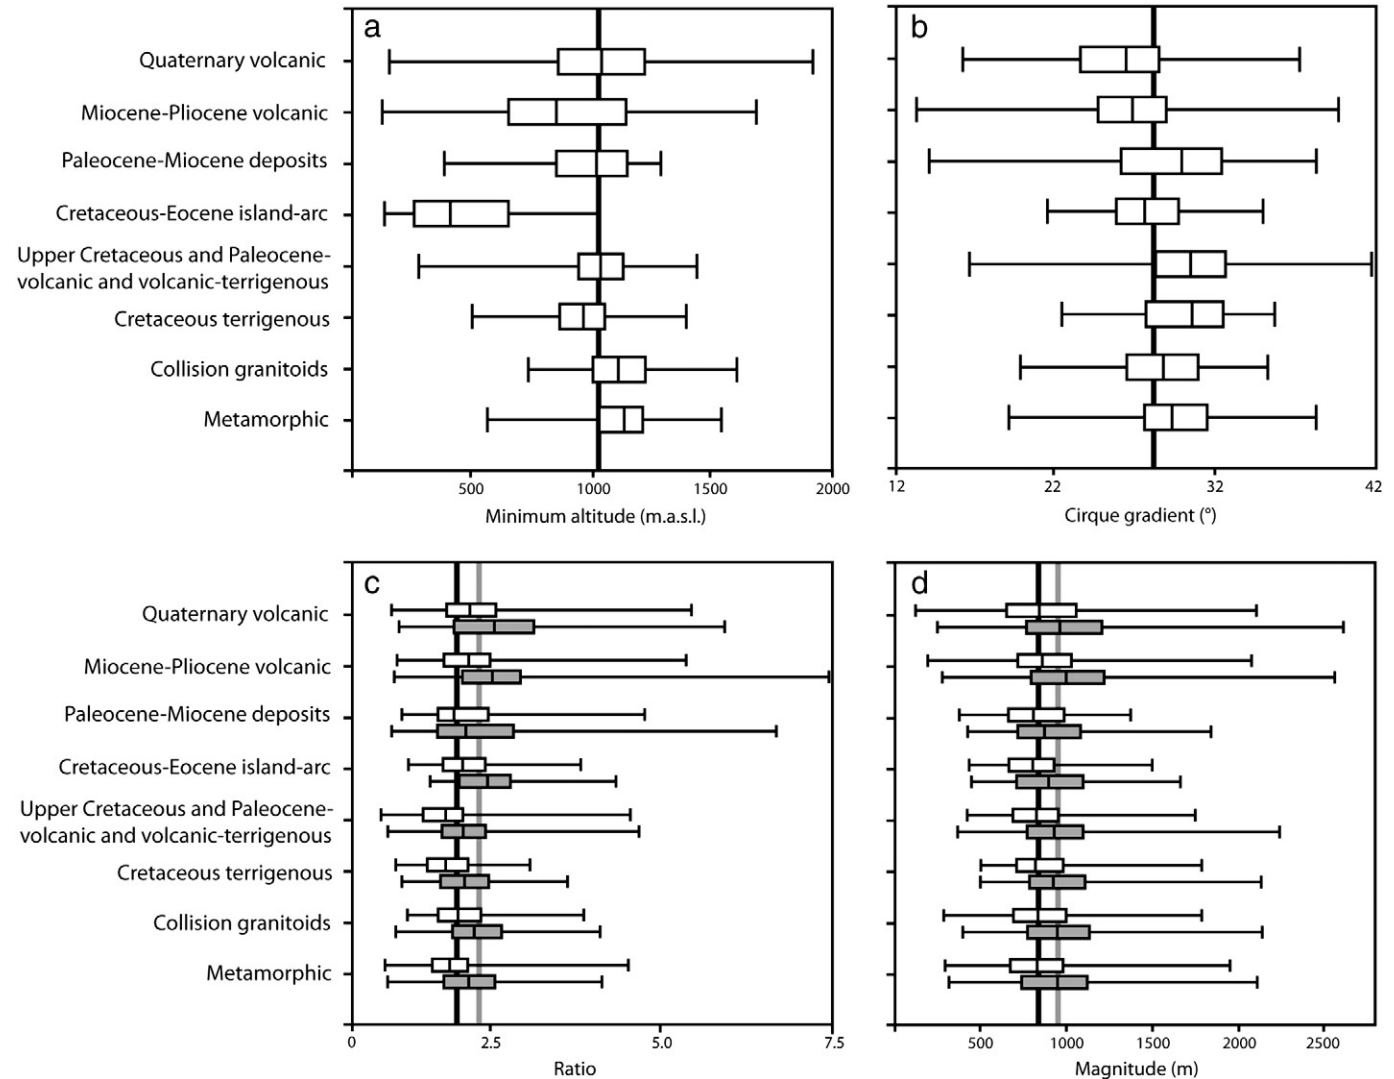 a
Quaternary volcanic
Miocene-Pliocene volcanic
Paleocene-Miocene deposits
Cretaceous-Eocene island-arc
Upper Cretaceous and Paleocene-
volcanic and volcanic-terrigenous
Cretaceous terrigenous
Collision granitoids
Metamorphic
500 1000 1500 2000
Minimum altitude (m.a.s.l.)
b
12 22 32 42
Cirque gradient (°)
c
Quaternary volcanic
Miocene-Pliocene volcanic
Paleocene-Miocene deposits
Cretaceous-Eocene island-arc
Upper Cretaceous and Paleocene-
volcanic and volcanic-terrigenous
Cretaceous terrigenous
Collision granitoids
Metamorphic
0 2.5 5.0 7.5
Ratio
d
500 1000 2000 2500
Magnitude (m)